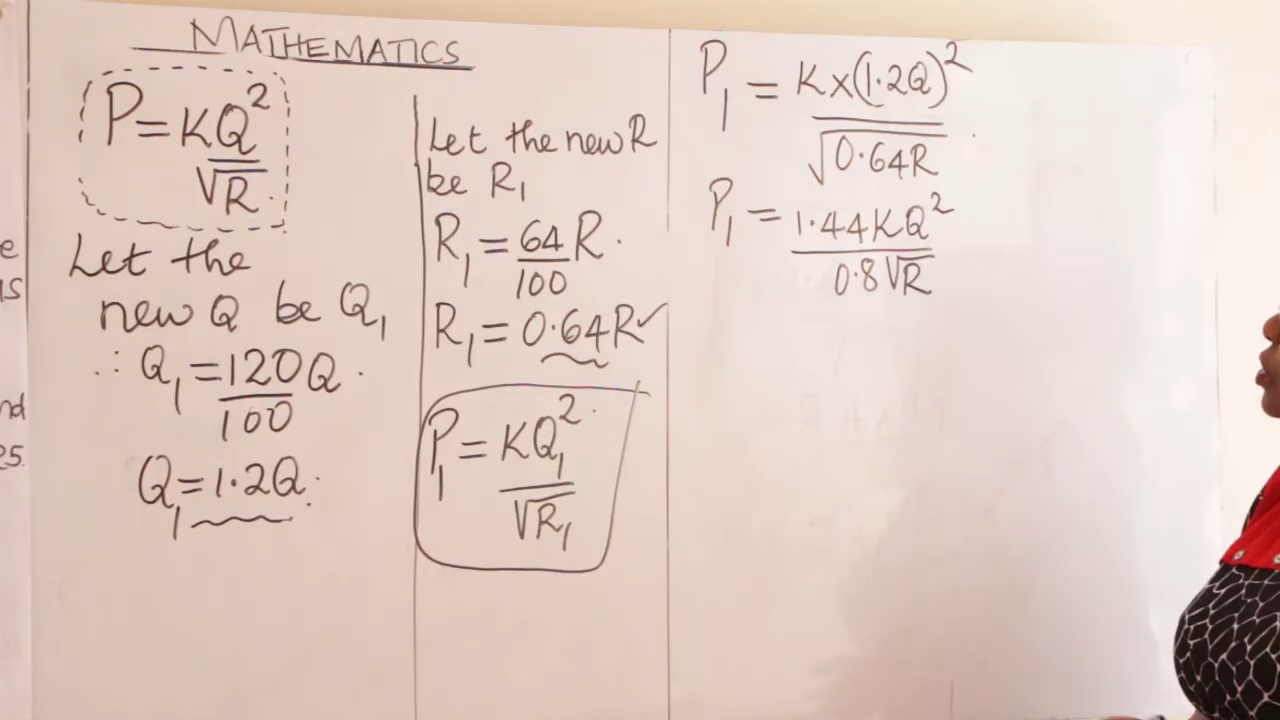 MATHEMATICS
P = KQ²
√R
Let the
new Q be Q₁
∴ Q₁ = 120 Q
100
Q₁ = 1.2Q.
Let the new R
be R₁
R₁ = 64 R.
100
R₁ = 0.64R ✓
P₁ = KQ₁²
√R₁
P₁ = K×(1.2Q)²
√0.64R
P₁ = 1.44KQ²
0.8√R